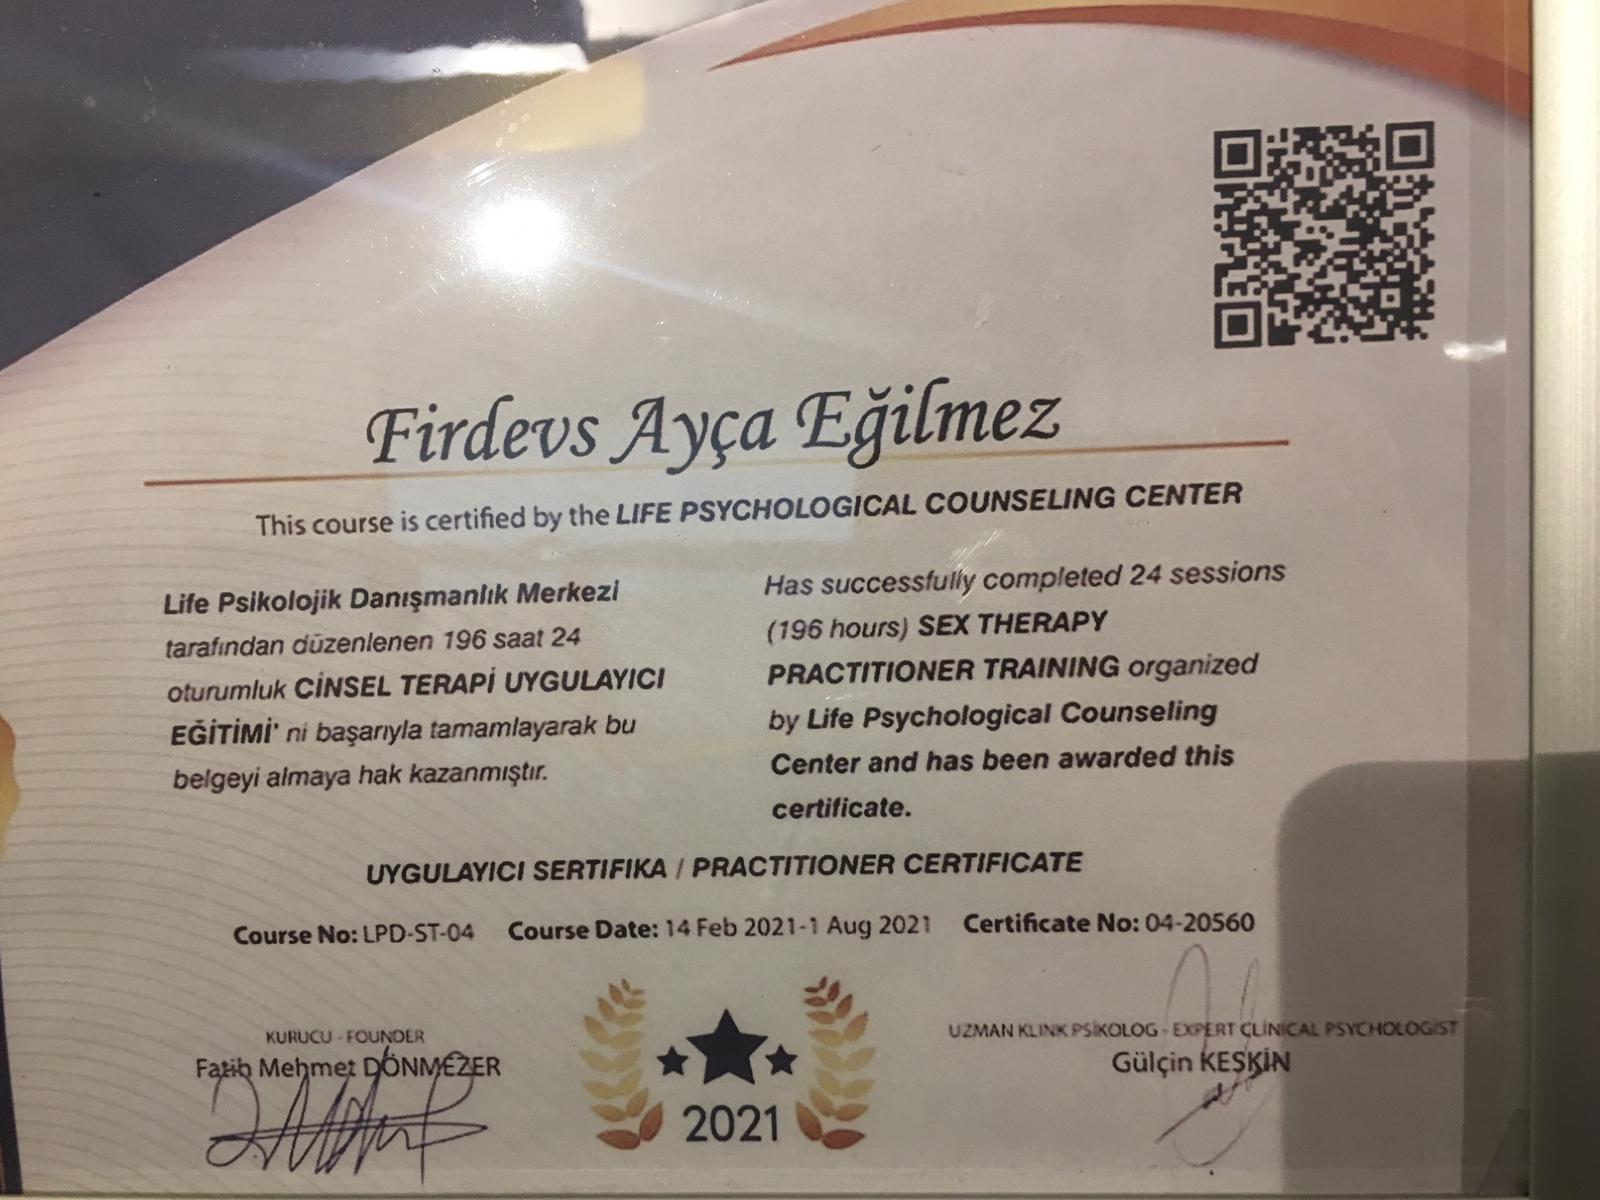 Firdevs Ayça Eğilmez
This course is certified by the LIFE PSYCHOLOGICAL COUNSELING CENTER
Life Psikolojik Danışmanlık Merkezi
tarafından düzenlenen 196 saat 24
oturumluk CİNSEL TERAPİ UYGULAYICI
EĞİTİMİ' ni başarıyla tamamlayarak bu
belgeyi almaya hak kazanmıştır.
Has successfully completed 24 sessions
(196 hours) SEX THERAPY
PRACTITIONER TRAINING organized
by Life Psychological Counseling
Center and has been awarded this
certificate.
UYGULAYICI SERTIFIKA / PRACTITIONER CERTIFICATE
Course No: LPD-ST-04 Course Date: 14 Feb 2021-1 Aug 2021 Certificate No: 04-20560
KURUCU - FOUNDER
Fatih Mehmet DÖNMEZER
2021
UZMAN KLINK PSİKOLOG - EXPERT CLINICAL PSYCHOLOGIST
Gülçin KESKİN